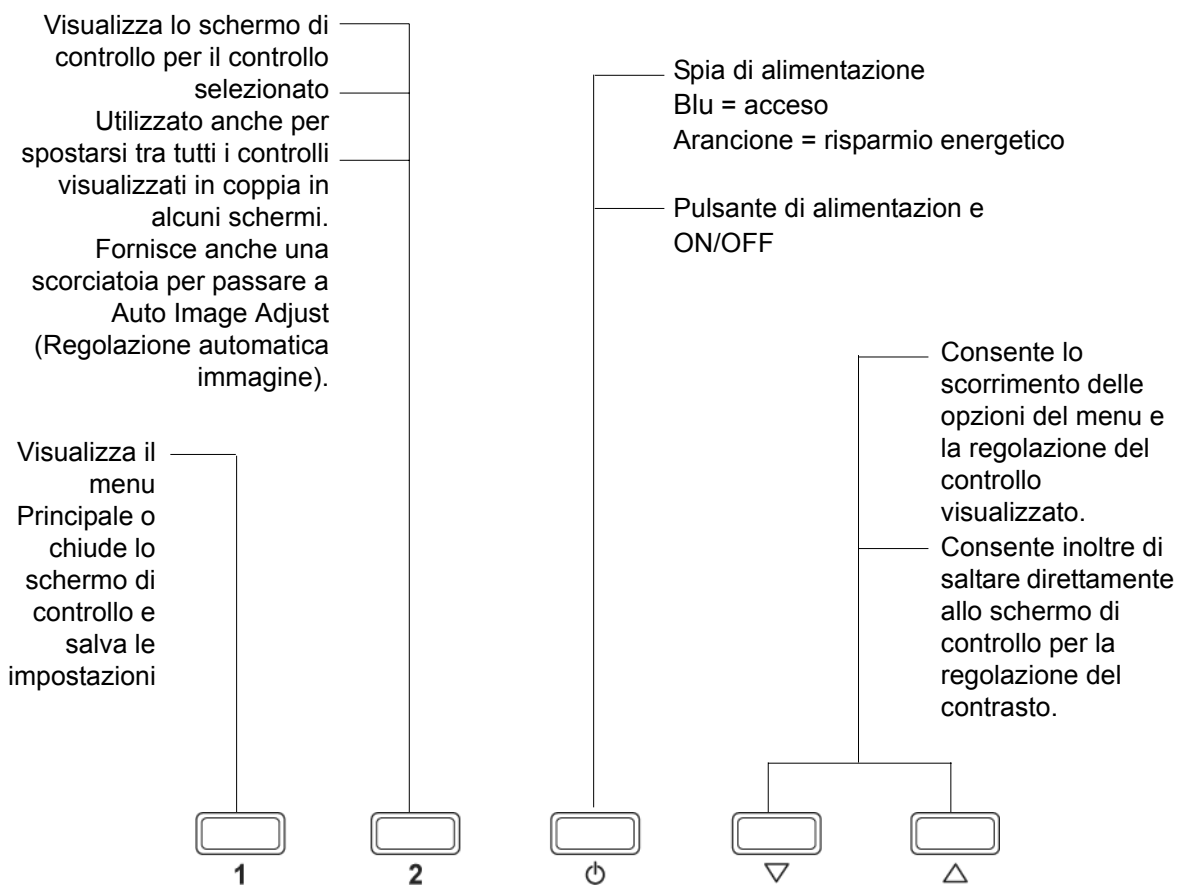 Visualizza lo schermo di
controllo per il controllo
selezionato
Utilizzato anche per
spostarsi tra tutti i controlli
visualizzati in coppia in
alcuni schermi.
Fornisce anche una
scorciatoia per passare a
Auto Image Adjust
(Regolazione automatica
immagine).
Visualizza il
menu
Principale o
chiude lo
schermo di
controllo e
salva le
impostazioni
Spia di alimentazione
Blu = acceso
Arancione = risparmio energetico
Pulsante di alimentazion e
ON/OFF
Consente lo
scorrimento delle
opzioni del menu e
la regolazione del
controllo
visualizzato.
Consente inoltre di
saltare direttamente
allo schermo di
controllo per la
regolazione del
contrasto.
1
2